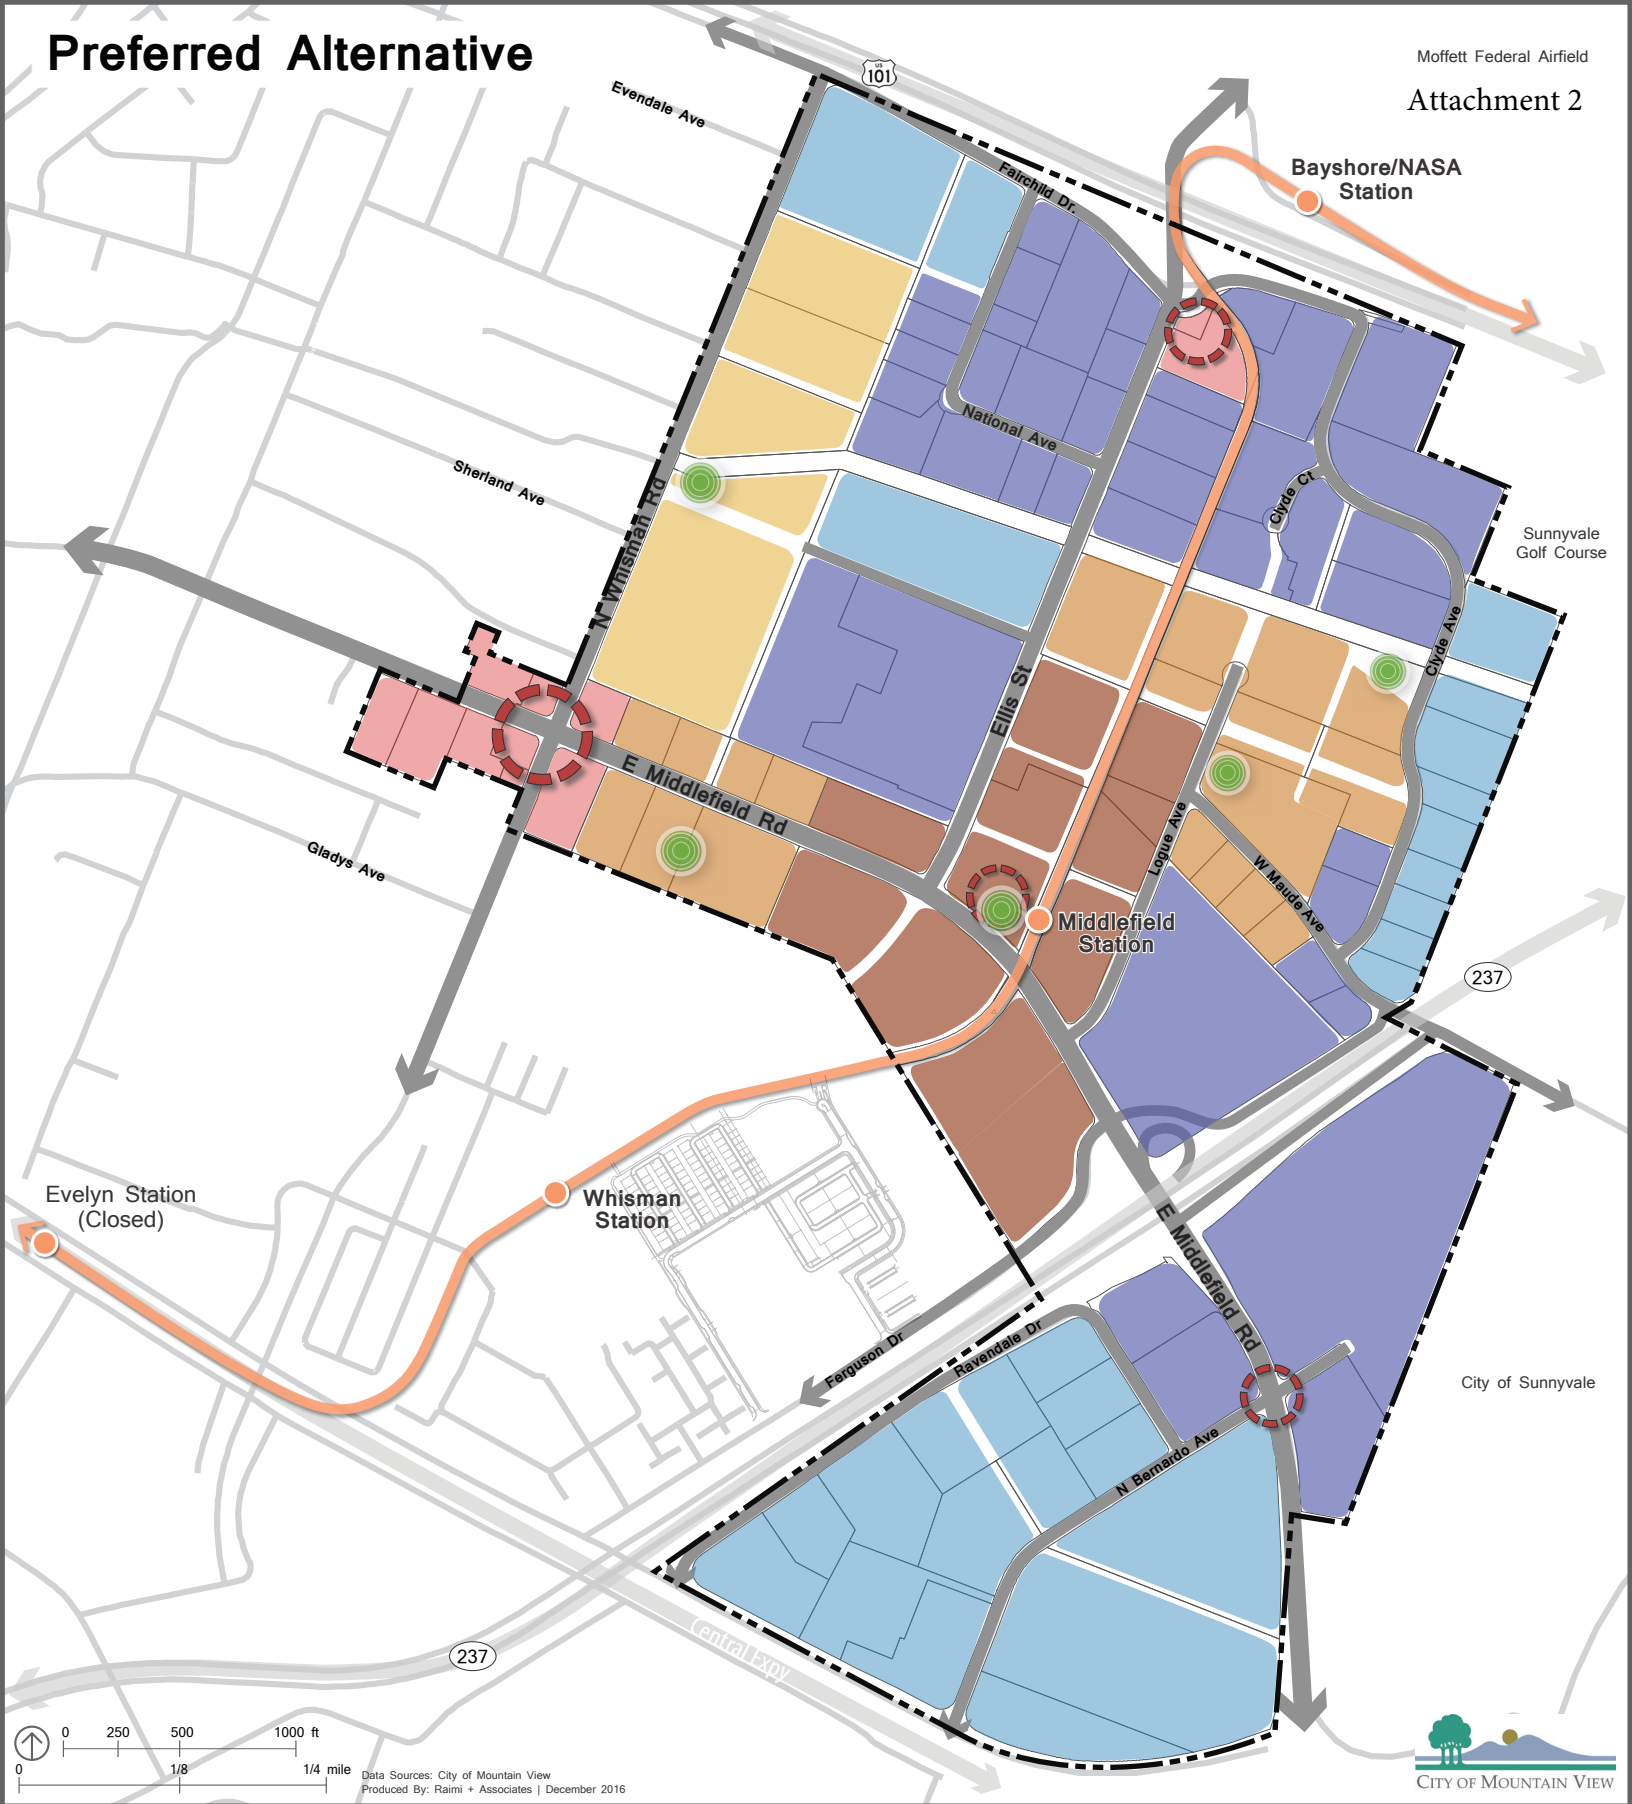 Preferred Alternative
Moffett Federal Airfield
Attachment 2
US
101
Evendale Ave
Bayshore/NASA
Station
Fairchild Dr.
National Ave
Sherland Ave
N Whisman Rd
Clyde Ct
Sunnyvale
Golf Course
Clyde Ave
Ellis St
E Middlefield Rd
Logue Ave
W Maude Ave
Gladys Ave
Middlefield
Station
237
Evelyn Station
(Closed)
Whisman
Station
E Middlefield Rd
Ferguson Dr
Ravendale Dr
City of Sunnyvale
N Bernardo Ave
Central Expy
237
0 250 500 1000 ft
0 1/8 1/4 mile
Data Sources: City of Mountain View
Produced By: Raimi + Associates | December 2016
CITY OF MOUNTAIN VIEW